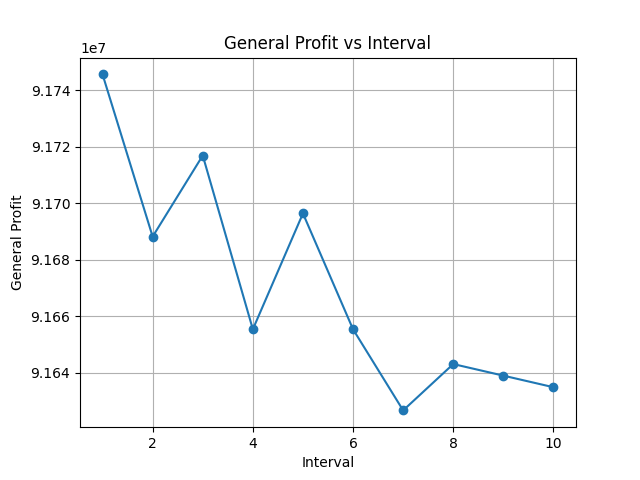 General Profit vs Interval
1e7
9.174
9.172
9.170
9.168
9.166
9.164
General Profit
2 4 6 8 10
Interval